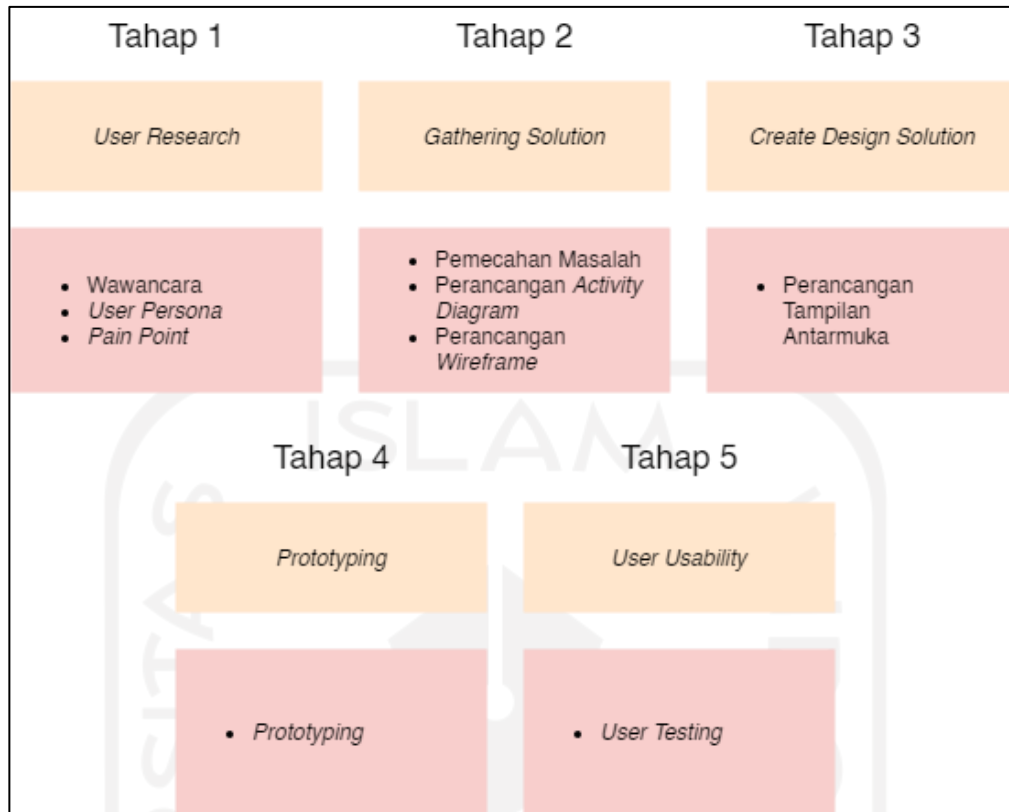 Tahap 1
Tahap 2
Tahap 3
User Research
Gathering Solution
Create Design Solution
• Wawancara
• User Persona
• Pain Point
• Pemecahan Masalah
• Perancangan Activity
Diagram
• Perancangan
Wireframe
• Perancangan
Tampilan
Antarmuka
ISLAM
Tahap 4
Tahap 5
Prototyping
User Usability
• Prototyping
• User Testing